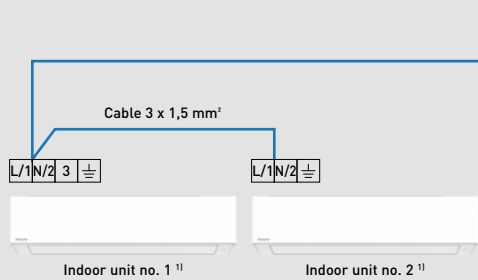 Cable 3 x 1,5 mm²
L/1 N/2 3 ⏚
L/1 N/2 ⏚
Indoor unit no. 1 ¹⁾
Indoor unit no. 2 ¹⁾